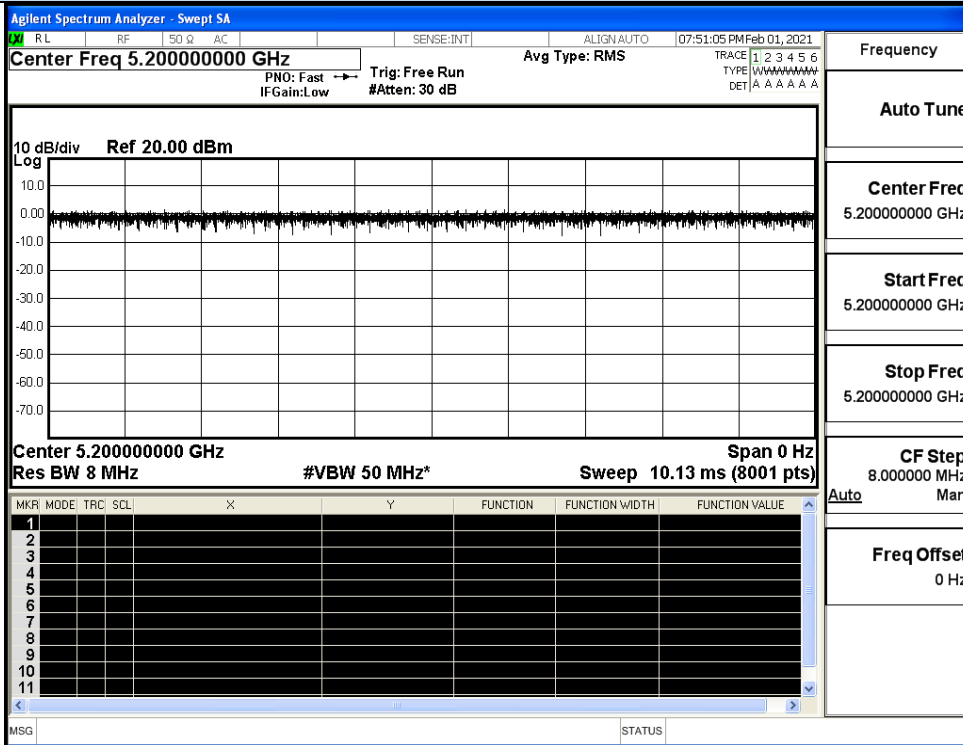 Agilent Spectrum Analyzer - Swept SA
LXI RL RF 50 Ω AC SENSE:INT ALIGN AUTO 07:51:05 PM Feb 01, 2021
Center Freq 5.200000000 GHz
PNO: Fast
IFGain:Low
Trig: Free Run
#Atten: 30 dB
Avg Type: RMS
TRACE 1 2 3 4 5 6
TYPE WWWWWW
DET A A A A A A
10 dB/div Ref 20.00 dBm
Log
10.0
0.00
-10.0
-20.0
-30.0
-40.0
-50.0
-60.0
-70.0
Center 5.200000000 GHz Span 0 Hz
Res BW 8 MHz #VBW 50 MHz* Sweep 10.13 ms (8001 pts)
MKR MODE TRC SCL X Y FUNCTION FUNCTION WIDTH FUNCTION VALUE
1
2
3
4
5
6
7
8
9
10
11
MSG STATUS
Frequency
Auto Tune
Center Freq
5.200000000 GHz
Start Freq
5.200000000 GHz
Stop Freq
5.200000000 GHz
CF Step
8.000000 MHz
Auto Man
Freq Offset
0 Hz